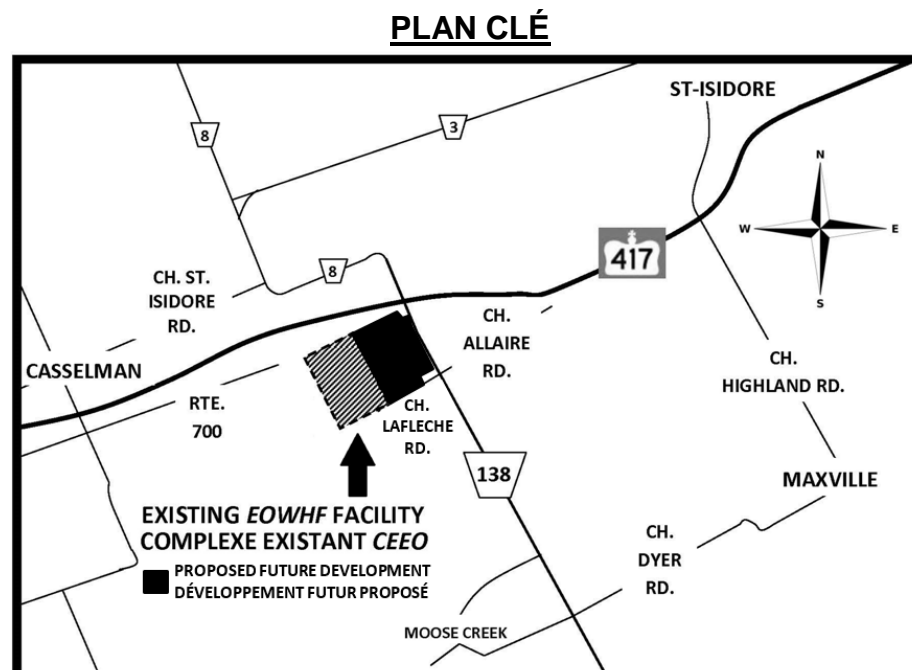 PLAN CLÉ
ST-ISIDORE
8
3
N
W
E
S
417
8
CH. ST.
ISIDORE
RD.
CH.
ALLAIRE
RD.
CASSELMAN
RTE.
700
CH.
LAFLECHE
RD.
CH.
HIGHLAND RD.
138
MAXVILLE
EXISTING EOWHF FACILITY
COMPLEXE EXISTANT CEEO
PROPOSED FUTURE DEVELOPMENT
DÉVELOPPEMENT FUTUR PROPOSÉ
CH.
DYER
RD.
MOOSE CREEK